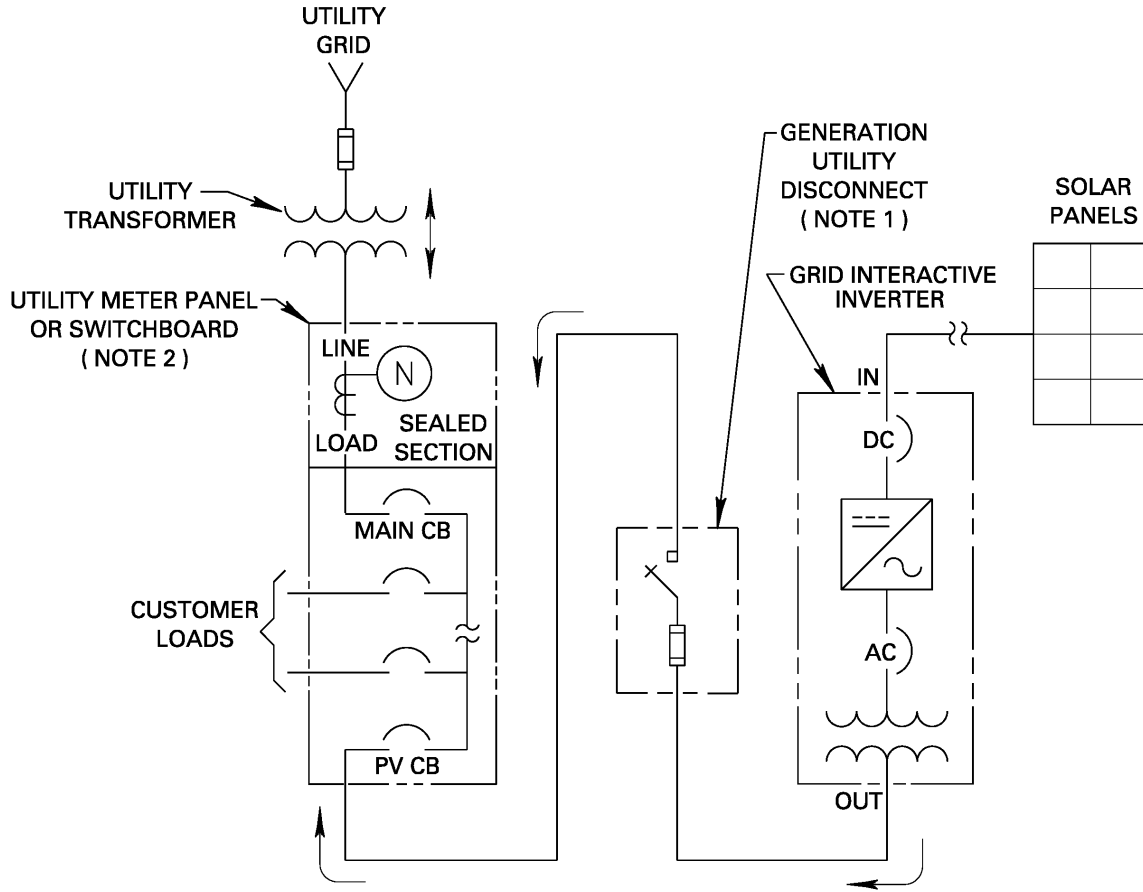 UTILITY
GRID
UTILITY
TRANSFORMER
UTILITY METER PANEL
OR SWITCHBOARD
( NOTE 2 )
LINE
N
LOAD
SEALED
SECTION
MAIN CB
CUSTOMER
LOADS
PV CB
GENERATION
UTILITY
DISCONNECT
( NOTE 1 )
GRID INTERACTIVE
INVERTER
SOLAR
PANELS
IN
DC
AC
OUT